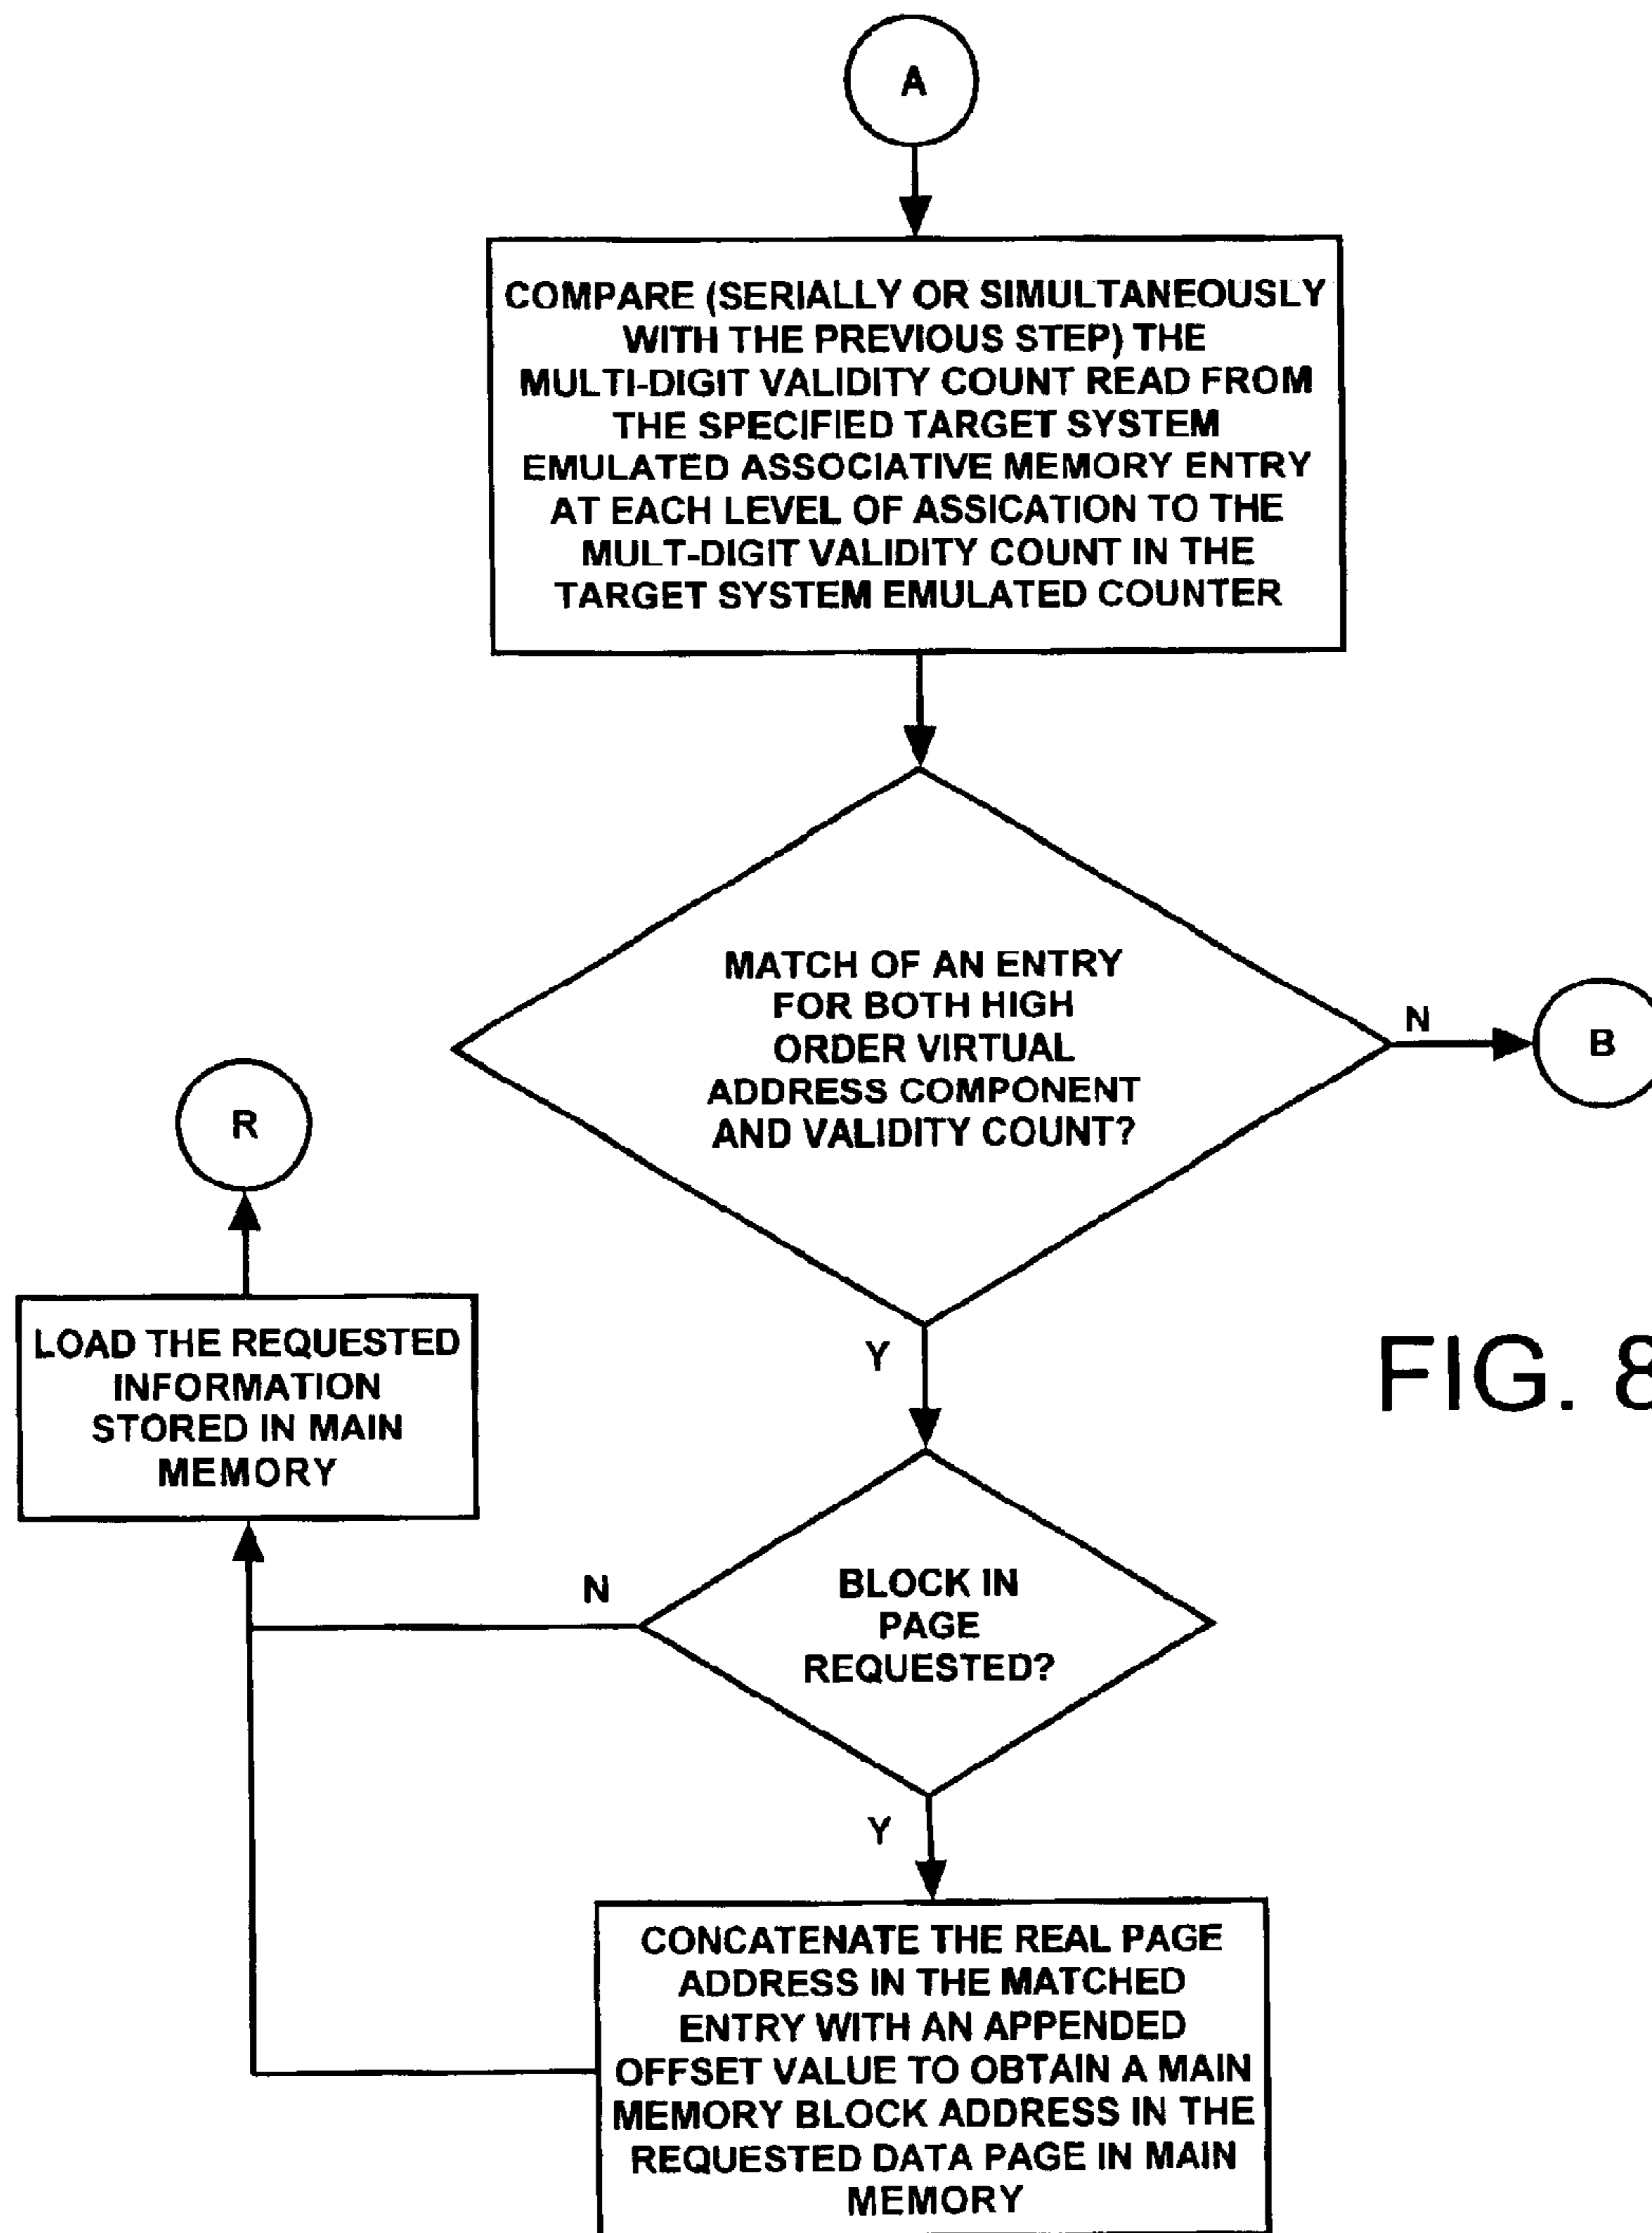 A
COMPARE (SERIALLY OR SIMULTANEOUSLY
WITH THE PREVIOUS STEP) THE
MULTI-DIGIT VALIDITY COUNT READ FROM
THE SPECIFIED TARGET SYSTEM
EMULATED ASSOCIATIVE MEMORY ENTRY
AT EACH LEVEL OF ASSICATION TO THE
MULT-DIGIT VALIDITY COUNT IN THE
TARGET SYSTEM EMULATED COUNTER
MATCH OF AN ENTRY
FOR BOTH HIGH
ORDER VIRTUAL
ADDRESS COMPONENT
AND VALIDITY COUNT?
N
B
R
Y
LOAD THE REQUESTED
INFORMATION
STORED IN MAIN
MEMORY
FIG. 8
N
BLOCK IN
PAGE
REQUESTED?
Y
CONCATENATE THE REAL PAGE
ADDRESS IN THE MATCHED
ENTRY WITH AN APPENDED
OFFSET VALUE TO OBTAIN A MAIN
MEMORY BLOCK ADDRESS IN THE
REQUESTED DATA PAGE IN MAIN
MEMORY